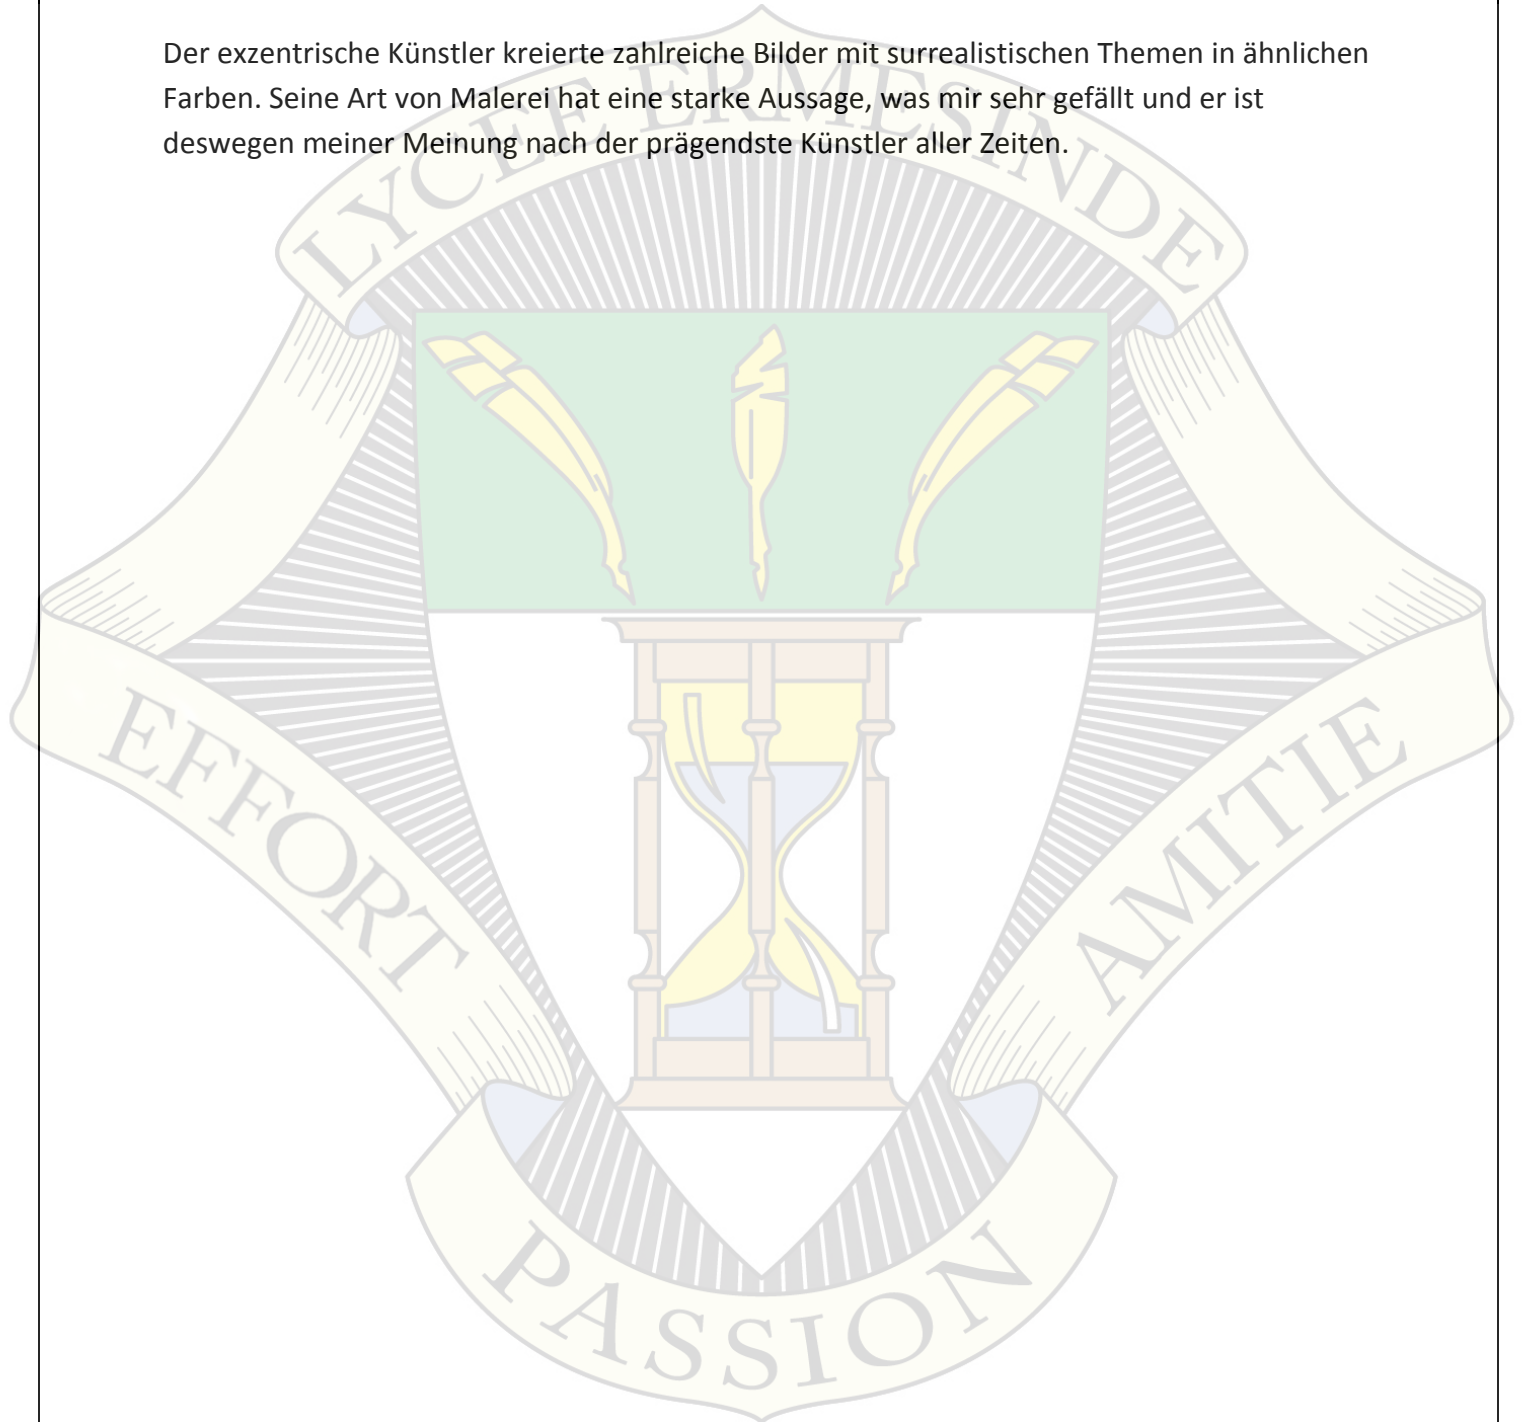 Der exzentrische Künstler kreierte zahlreiche Bilder mit surrealistischen Themen in ähnlichen
Farben. Seine Art von Malerei hat eine starke Aussage, was mir sehr gefällt und er ist
deswegen meiner Meinung nach der prägendste Künstler aller Zeiten.
LYCEE ERMESINDE
EFFORT
AMITIE
PASSION